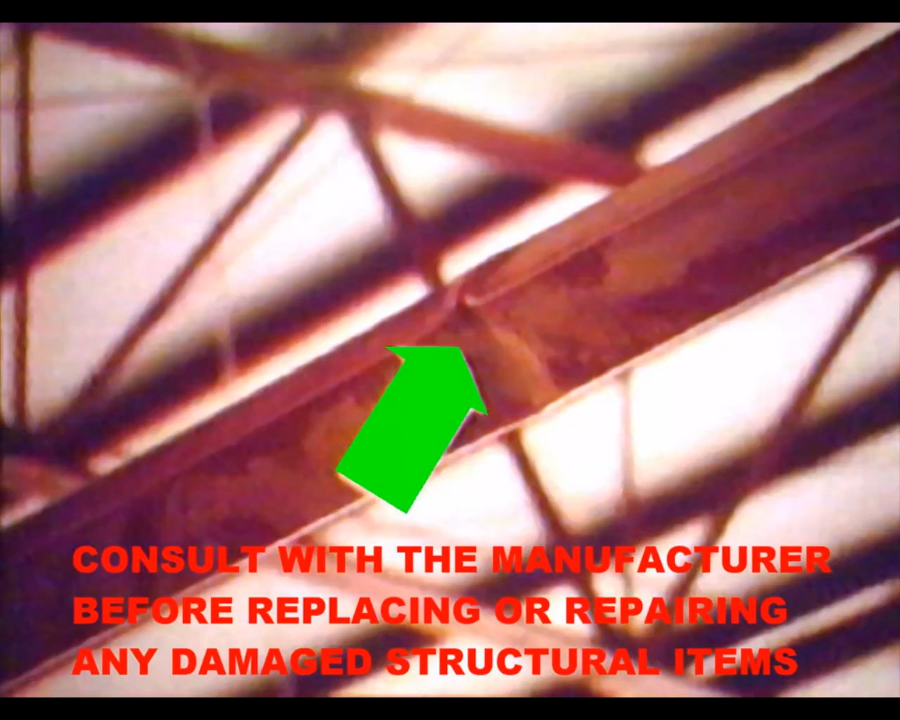 CONSULT WITH THE MANUFACTURER
BEFORE REPLACING OR REPAIRING
ANY DAMAGED STRUCTURAL ITEMS